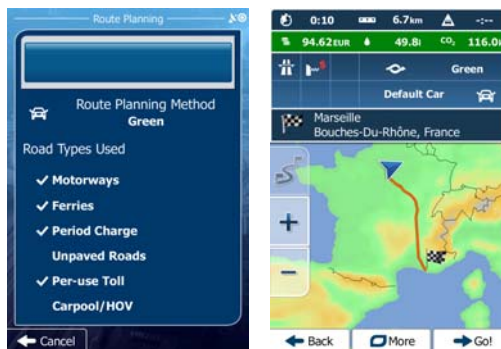 Route Planning
Route Planning Method
Green
Road Types Used
Motorways
Ferries
Period Charge
Unpaved Roads
Per-use Toll
Carpool/HOV
Cancel
0:10 6.7km -:--
94.62EUR 49.8l CO₂ 116.0
Green
Default Car
Marseille
Bouches-Du-Rhône, France
+
−
Back More Go!